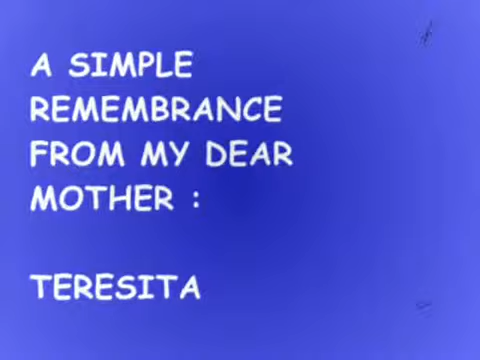 A SIMPLE
REMEMBRANCE
FROM MY DEAR
MOTHER :
TERESITA